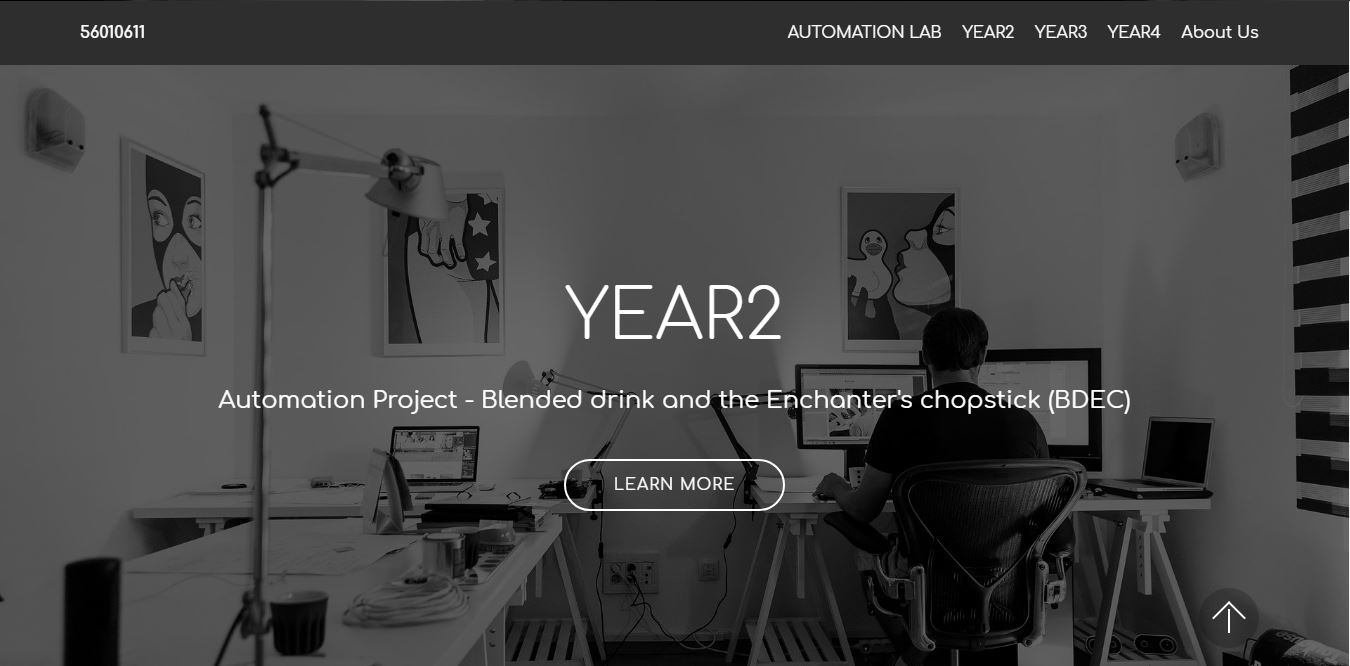 56010611
AUTOMATION LAB YEAR2 YEAR3 YEAR4 About Us
YEAR2
Automation Project - Blended drink and the Enchanter's chopstick (BDEC)
LEARN MORE